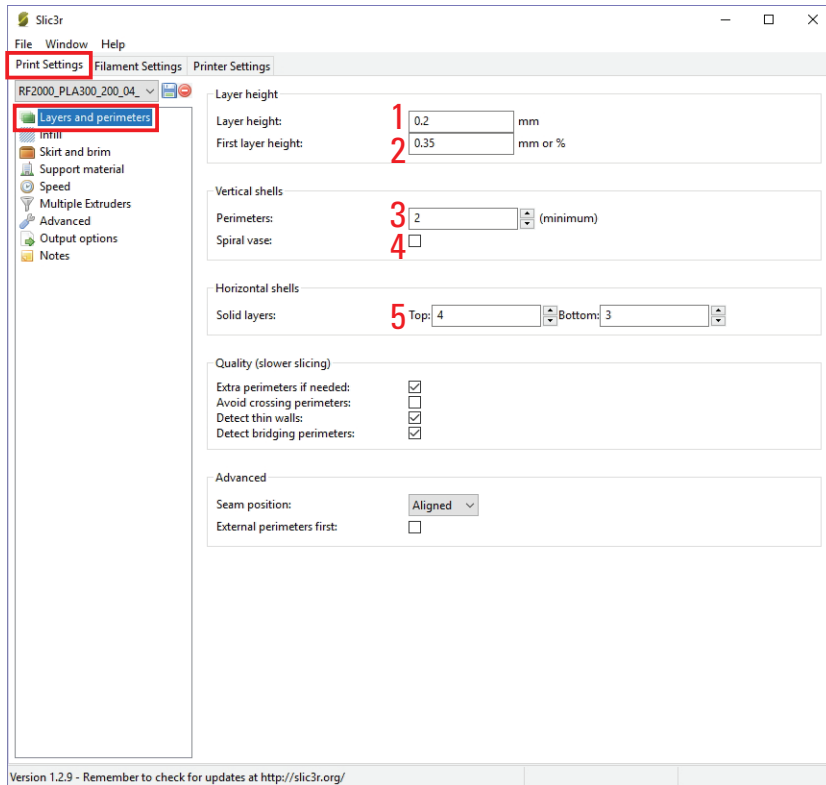 Slic3r
File Window Help
Print Settings Filament Settings Printer Settings
RF2000_PLA300_200_04_
Layers and perimeters
Infill
Skirt and brim
Support material
Speed
Multiple Extruders
Advanced
Output options
Notes
Layer height
Layer height: 1 0.2 mm
First layer height: 2 0.35 mm or %
Vertical shells
Perimeters: 3 2 (minimum)
Spiral vase: 4
Horizontal shells
Solid layers: 5 Top: 4 Bottom: 3
Quality (slower slicing)
Extra perimeters if needed:
Avoid crossing perimeters:
Detect thin walls:
Detect bridging perimeters:
Advanced
Seam position: Aligned
External perimeters first:
Version 1.2.9 - Remember to check for updates at http://slic3r.org/